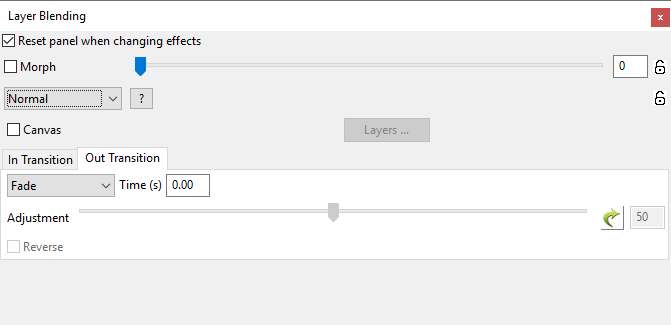 Layer Blending
x
Reset panel when changing effects
Morph 0
Normal ?
Canvas Layers ...
In Transition Out Transition
Fade Time (s) 0.00
Adjustment 50
Reverse